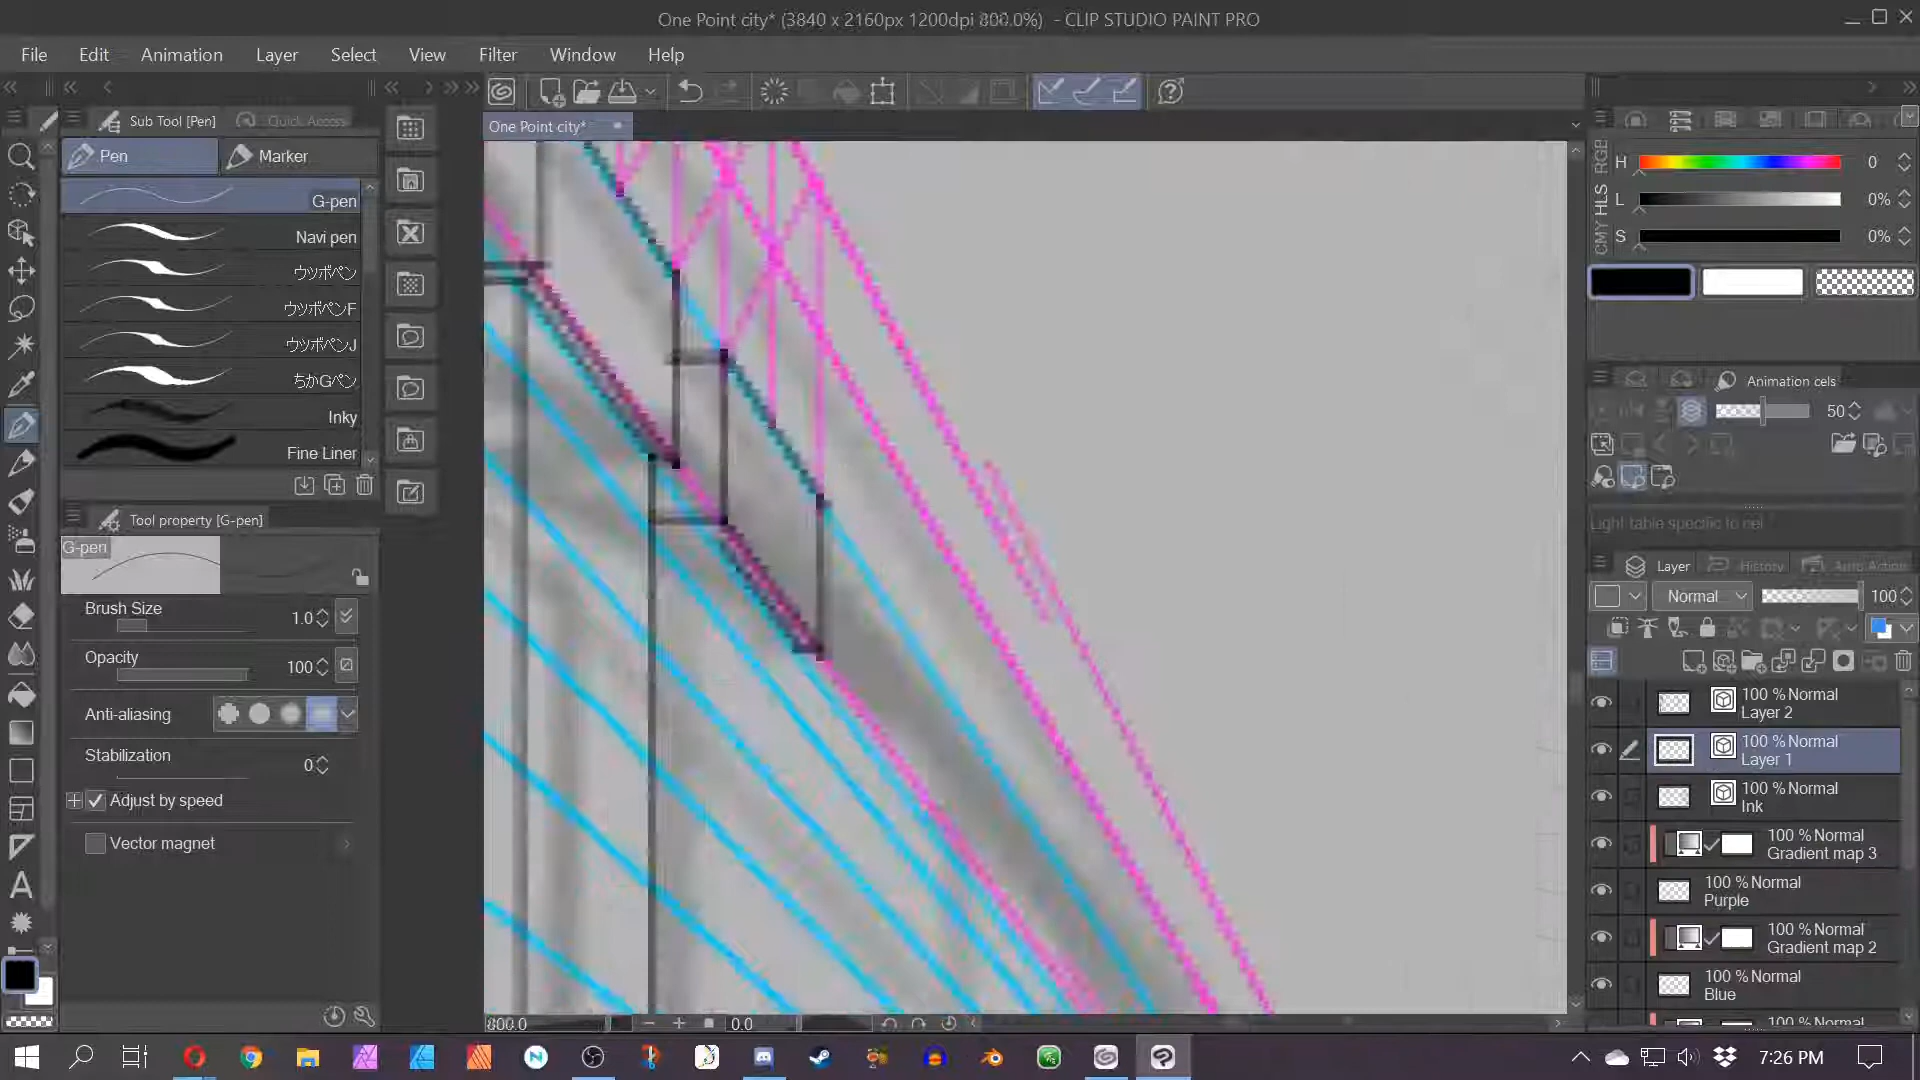 One Point city* (3840 x 2160px 1200dpi 800.0%) - CLIP STUDIO PAINT PRO
File Edit Animation Layer Select View Filter Window Help
Sub Tool [Pen] Quick Access
One Point city*
Pen Marker
G-pen
Navi pen
ウツボペン
ウツボペンF
ウツボペンJ
ちかGペン
Inky
Fine Liner
Tool property [G-pen]
G-pen
Brush Size 1.0
Opacity 100
Anti-aliasing
Stabilization 0
Adjust by speed
Vector magnet
800.0 0.0
RGB
HLS
CMY
H 0
L 0%
S 0%
Animation cels
50
Light table specific to cel
Layer History Auto Action
Normal 100
100 % Normal
Layer 2
100 % Normal
Layer 1
100 % Normal
Ink
100 % Normal
Gradient map 3
100 % Normal
Purple
100 % Normal
Gradient map 2
100 % Normal
Blue
100 % Normal
7:26 PM